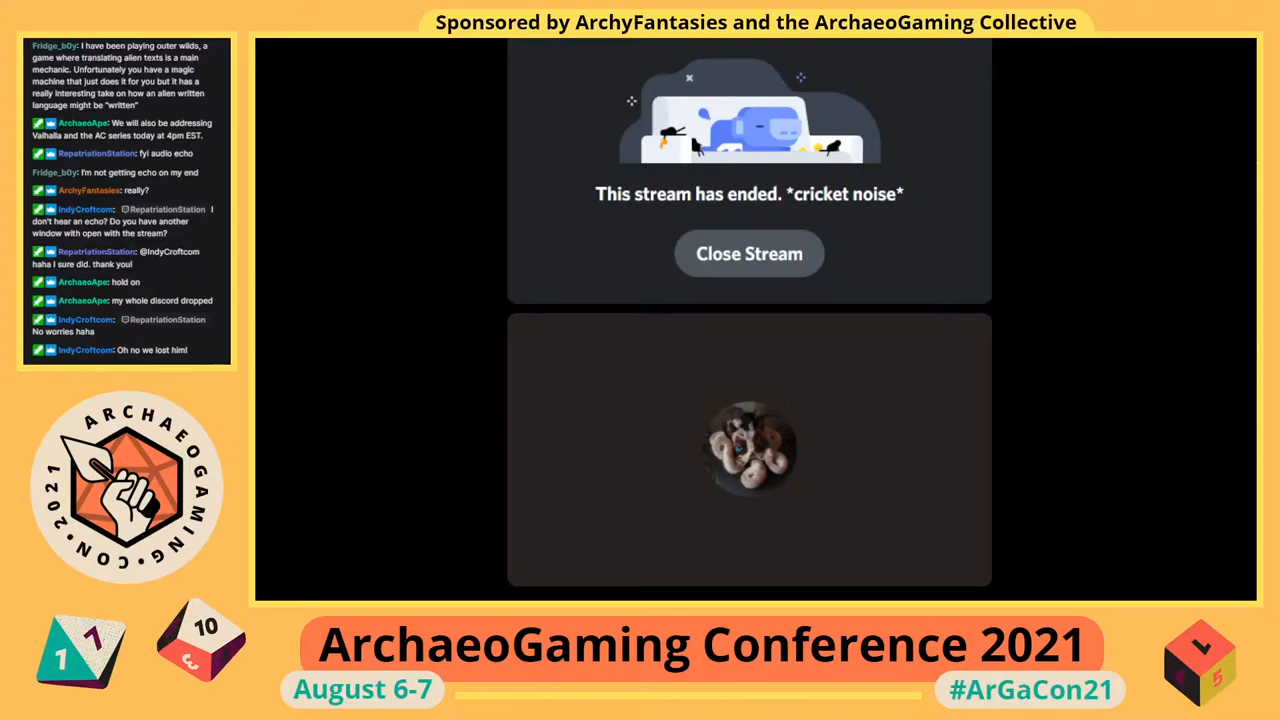 Sponsored by ArchyFantasies and the ArchaeoGaming Collective
Fridge_b0y: I have been playing outer wilds, a
game where translating alien texts is a main
mechanic. Unfortunately you have a magic
machine that just does it for you but it has a
really interesting take on how an alien written
language might be "written"
ArchaeoApe: We will also be addressing
Valhalla and the AC series today at 4pm EST.
RepatriationStation: fyi audio echo
Fridge_b0y: I'm not getting echo on my end
ArchyFantasies: really?
IndyCroftcom: RepatriationStation I
don't hear an echo? Do you have another
window with open with the stream?
RepatriationStation: @IndyCroftcom
haha I sure did. thank you!
ArchaeoApe: hold on
ArchaeoApe: my whole discord dropped
IndyCroftcom: RepatriationStation
No worries haha
IndyCroftcom: Oh no we lost him!
This stream has ended. *cricket noise*
Close Stream
ARCHAEOGAMING•CON•2021•
1 7
10
3
ArchaeoGaming Conference 2021
August 6-7
#ArGaCon21
1
5